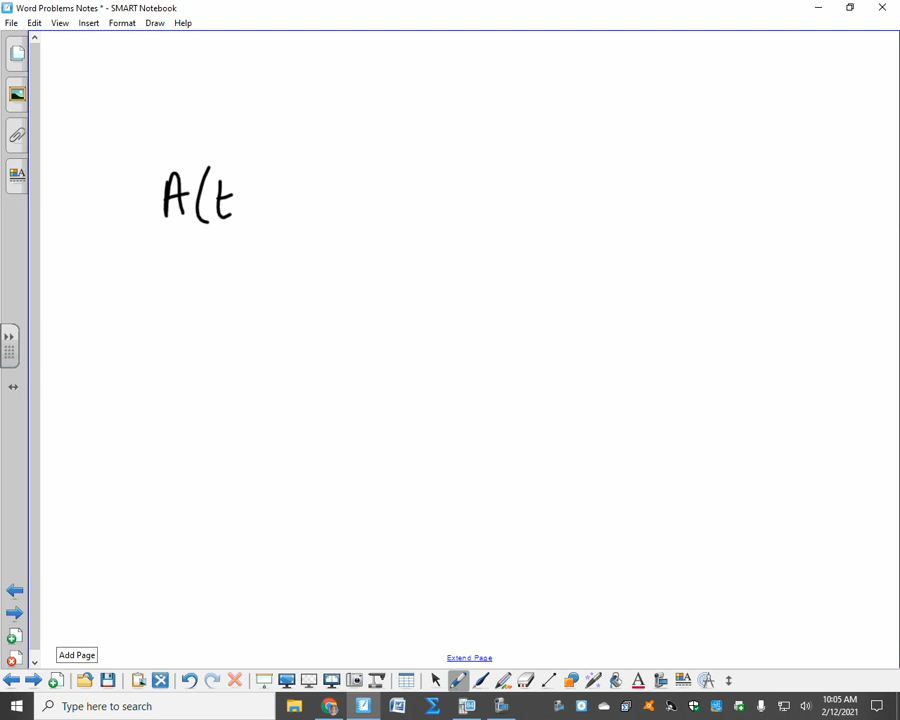 Word Problems Notes * - SMART Notebook
File Edit View Insert Format Draw Help
A(t
Add Page
Extend Page
Type here to search
10:05 AM
2/12/2021